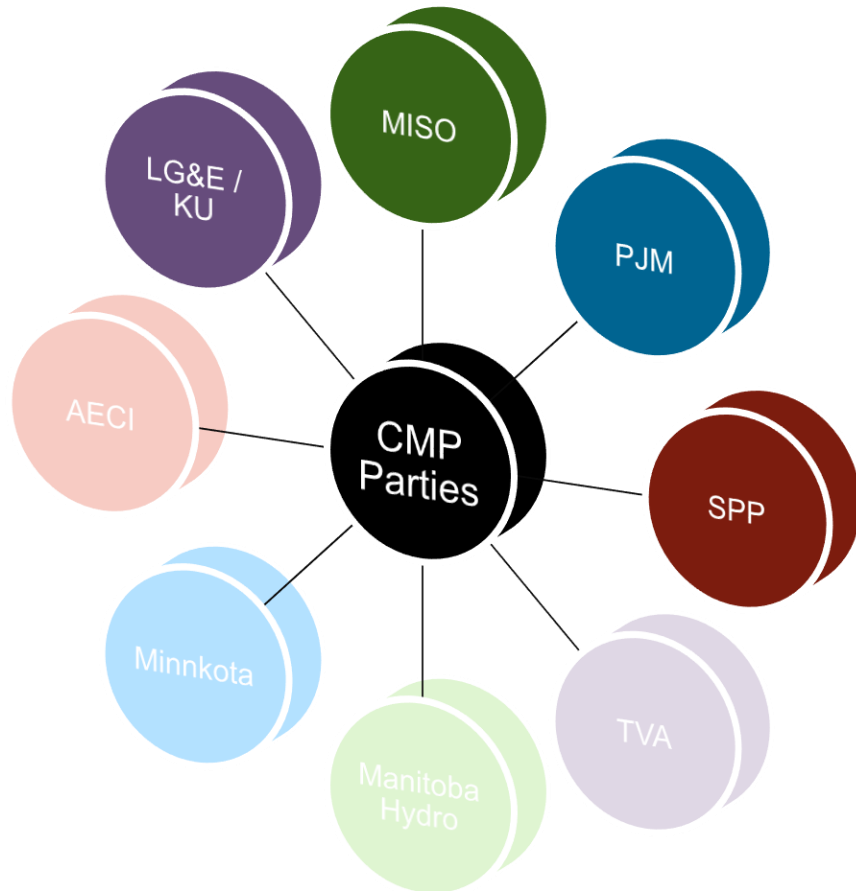 MISO
PJM
SPP
TVA
Manitoba
Hydro
Minnkota
AECI
LG&E /
KU
CMP
Parties